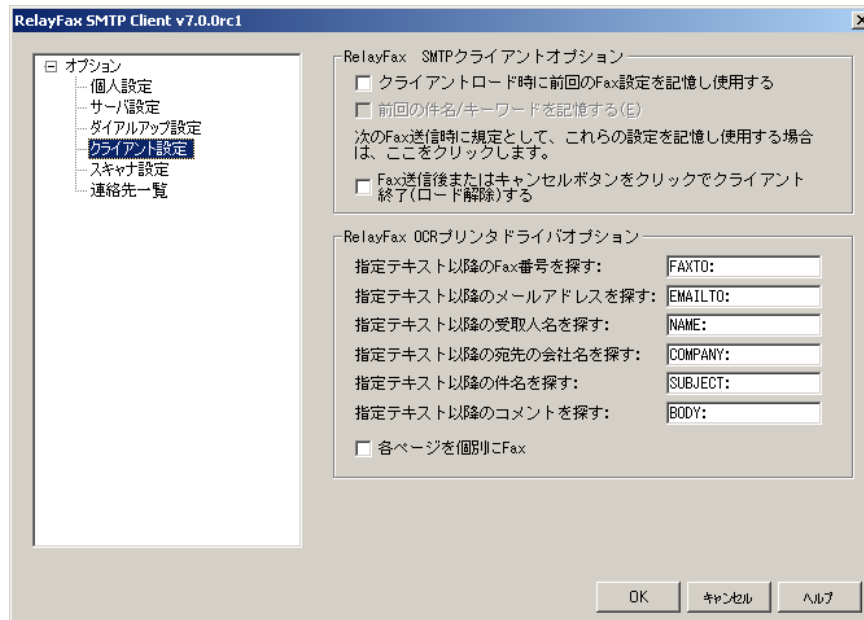 RelayFax SMTP Client v7.0.0rc1
オプション
個人設定
サーバ設定
ダイアルアップ設定
クライアント設定
スキャナ設定
連絡先一覧
RelayFax SMTPクライアントオプション
クライアントロード時に前回のFax設定を記憶し使用する
前回の件名/キーワードを記憶する(E)
次のFax送信時に規定として、これらの設定を記憶し使用する場合
は、ここをクリックします。
Fax送信後またはキャンセルボタンをクリックでクライアント
終了(ロード解除)する
RelayFax OCRプリンタドライバオプション
指定テキスト以降のFax番号を探す: FAXTO:
指定テキスト以降のメールアドレスを探す: EMAILTO:
指定テキスト以降の受取人名を探す: NAME:
指定テキスト以降の宛先の会社名を探す: COMPANY:
指定テキスト以降の件名を探す: SUBJECT:
指定テキスト以降のコメントを探す: BODY:
各ページを個別にFax
OK キャンセル ヘルプ